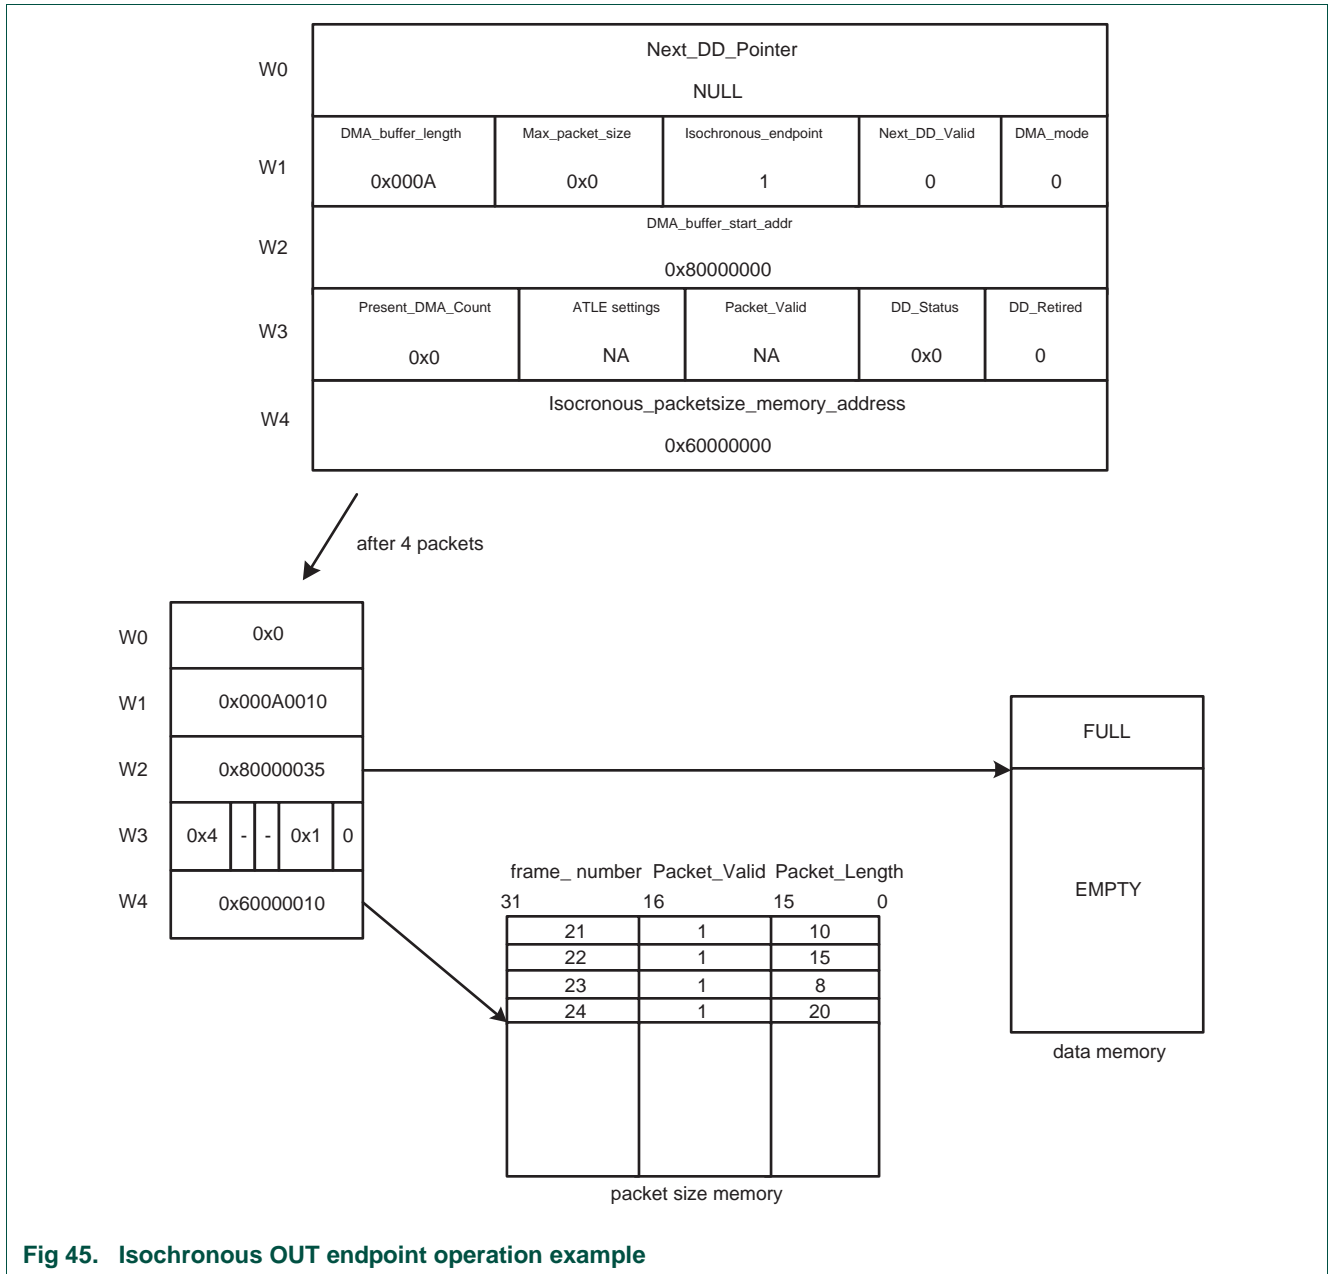 W0
Next_DD_Pointer
NULL
W1
DMA_buffer_length Max_packet_size Isochronous_endpoint Next_DD_Valid DMA_mode
0x000A 0x0 1 0 0
W2
DMA_buffer_start_addr
0x80000000
W3
Present_DMA_Count ATLE settings Packet_Valid DD_Status DD_Retired
0x0 NA NA 0x0 0
W4
Isocronous_packetsize_memory_address
0x60000000
after 4 packets
W0 0x0
W1 0x000A0010
W2 0x80000035
W3 0x4 - - 0x1 0
W4 0x60000010
FULL
EMPTY
data memory
frame_ number Packet_Valid Packet_Length
31 16 15 0
21 1 10
22 1 15
23 1 8
24 1 20
packet size memory
Fig 45. Isochronous OUT endpoint operation example